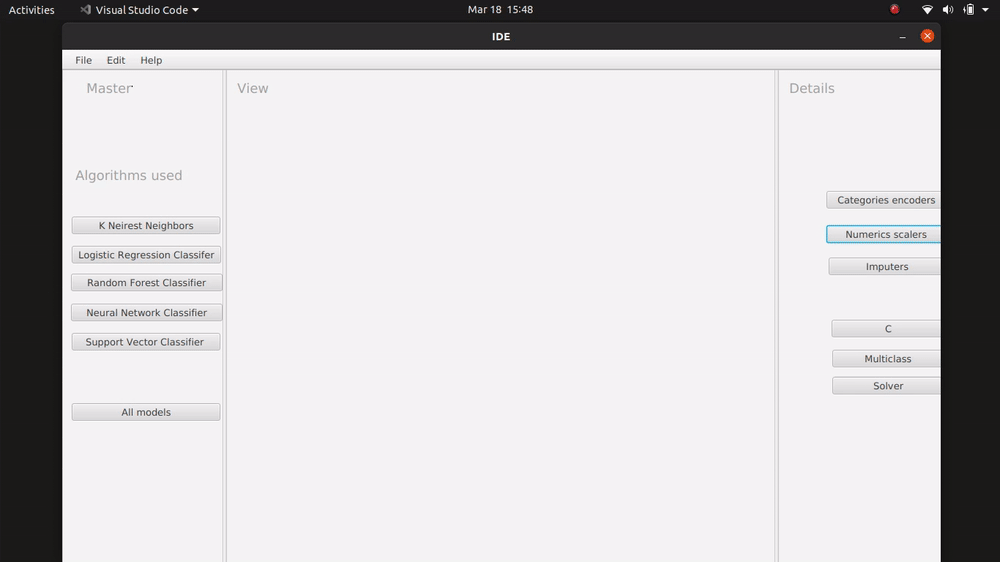 Activities Visual Studio Code Mar 18 15:48
IDE
File Edit Help
Master View Details
Algorithms used
K Neirest Neighbors
Logistic Regression Classifer
Random Forest Classifier
Neural Network Classifier
Support Vector Classifier
All models
Categories encoders
Numerics scalers
Imputers
C
Multiclass
Solver